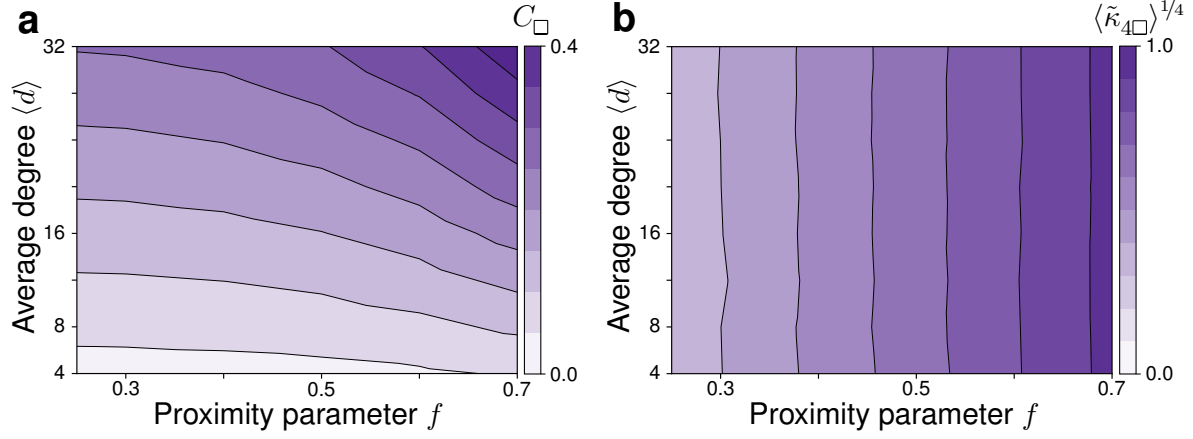 a
C□
Average degree ⟨d⟩
32
16
8
4
0.3
0.5
0.7
Proximity parameter f
0.4
0.0
b
⟨κ̃₄□⟩¹/⁴
Average degree ⟨d⟩
32
16
8
4
0.3
0.5
0.7
Proximity parameter f
1.0
0.0